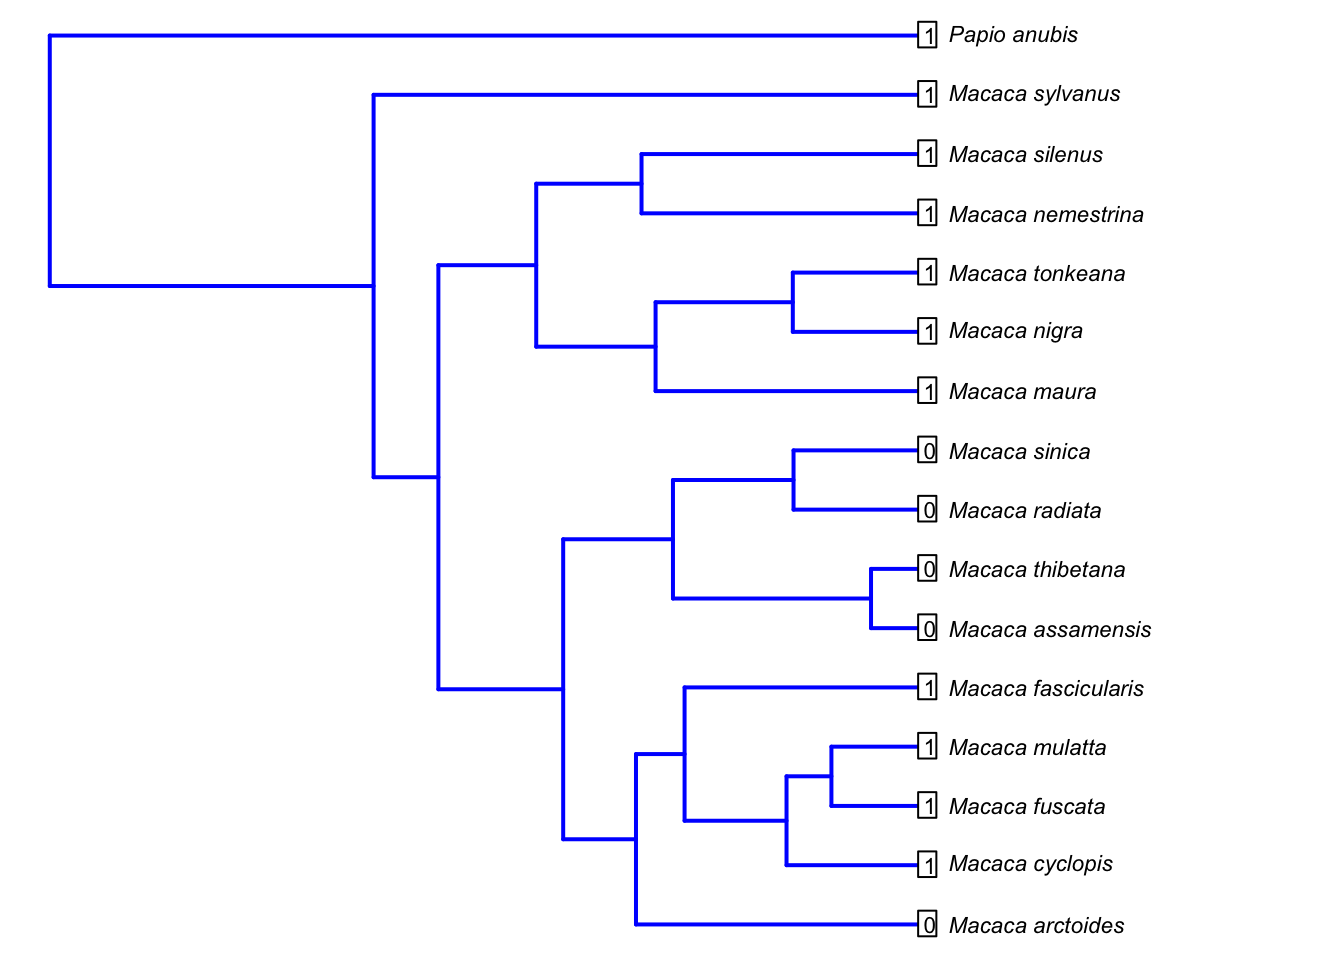 1 Papio anubis
1 Macaca sylvanus
1 Macaca silenus
1 Macaca nemestrina
1 Macaca tonkeana
1 Macaca nigra
1 Macaca maura
0 Macaca sinica
0 Macaca radiata
0 Macaca thibetana
0 Macaca assamensis
1 Macaca fascicularis
1 Macaca mulatta
1 Macaca fuscata
1 Macaca cyclopis
0 Macaca arctoides